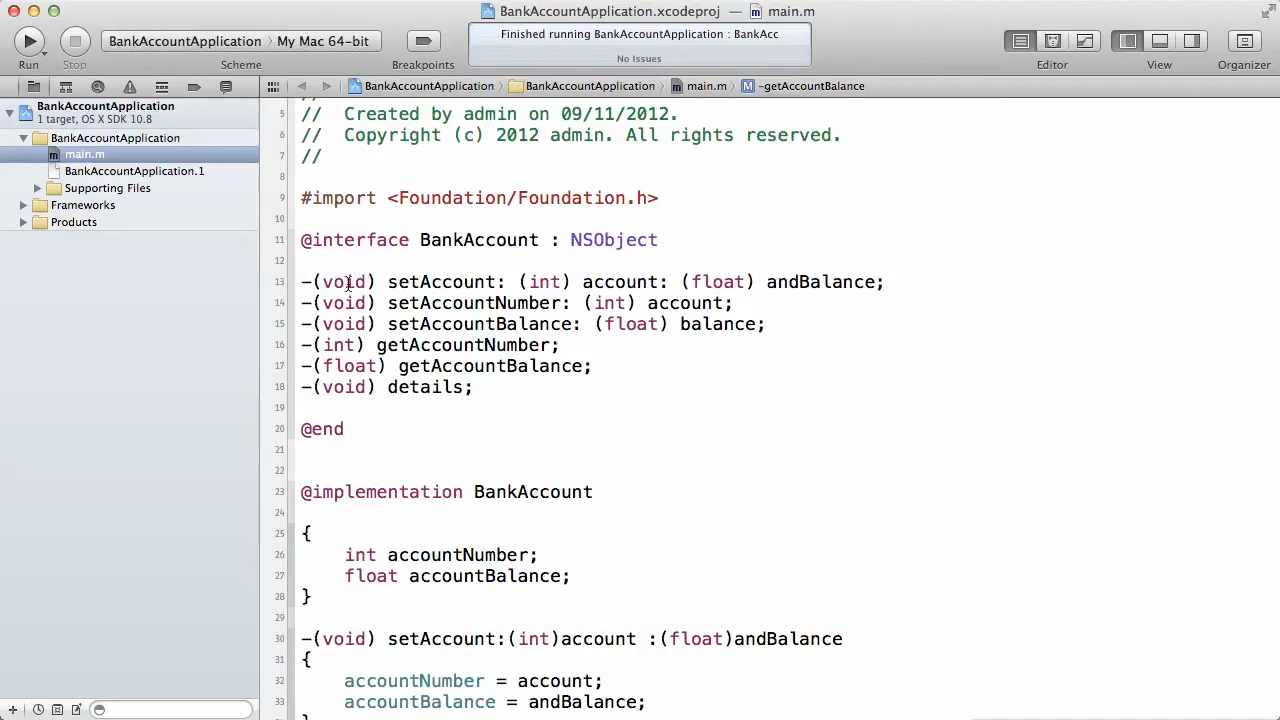 BankAccountApplication.xcodeproj — main.m
BankAccountApplication › My Mac 64-bit
Finished running BankAccountApplication : BankAcc
No Issues
Run Stop Scheme Breakpoints Editor View Organizer
BankAccountApplication BankAccountApplication main.m M -getAccountBalance
BankAccountApplication
1 target, OS X SDK 10.8
BankAccountApplication
m main.m
BankAccountApplication.1
Supporting Files
Frameworks
Products
5 // Created by admin on 09/11/2012.
6 // Copyright (c) 2012 admin. All rights reserved.
7 //
8
9 #import <Foundation/Foundation.h>
10
11 @interface BankAccount : NSObject
12
13 -(void) setAccount: (int) account: (float) andBalance;
14 -(void) setAccountNumber: (int) account;
15 -(void) setAccountBalance: (float) balance;
16 -(int) getAccountNumber;
17 -(float) getAccountBalance;
18 -(void) details;
19
20 @end
21
22
23 @implementation BankAccount
24
25 {
26 int accountNumber;
27 float accountBalance;
28 }
29
30 -(void) setAccount:(int)account :(float)andBalance
31 {
32 accountNumber = account;
33 accountBalance = andBalance;